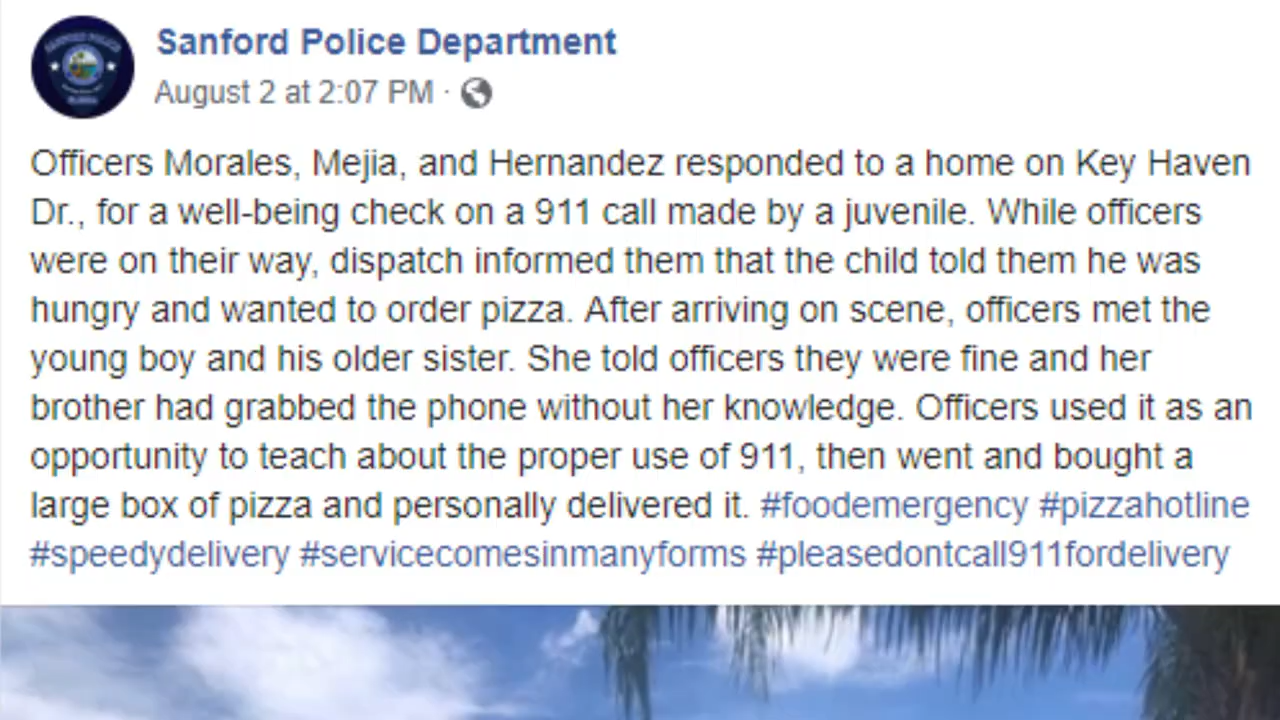 Sanford Police Department
August 2 at 2:07 PM ·
Officers Morales, Mejia, and Hernandez responded to a home on Key Haven
Dr., for a well-being check on a 911 call made by a juvenile. While officers
were on their way, dispatch informed them that the child told them he was
hungry and wanted to order pizza. After arriving on scene, officers met the
young boy and his older sister. She told officers they were fine and her
brother had grabbed the phone without her knowledge. Officers used it as an
opportunity to teach about the proper use of 911, then went and bought a
large box of pizza and personally delivered it. #foodemergency #pizzahotline
#speedydelivery #servicecomesinmanyforms #pleasedontcall911fordelivery